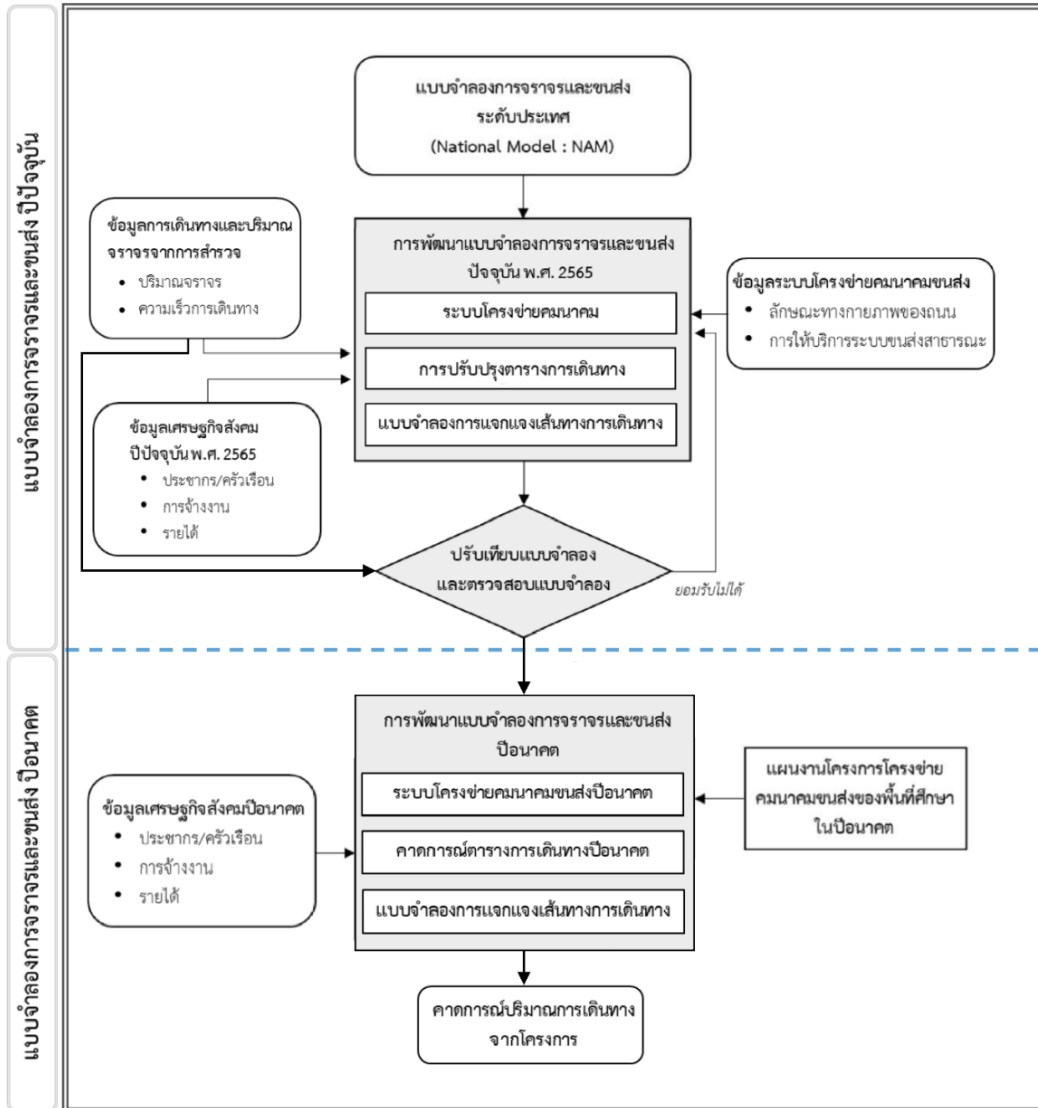 แบบจำลองการจราจรและขนส่ง ปีปัจจุบัน
แบบจำลองการจราจรและขนส่ง
ระดับประเทศ
(National Model : NAM)
ข้อมูลการเดินทางและปริมาณ
จราจรจากการสำรวจ
• ปริมาณจราจร
• ความเร็วการเดินทาง
การพัฒนาแบบจำลองการจราจรและขนส่ง
ปัจจุบัน พ.ศ. 2565
ระบบโครงข่ายคมนาคม
การปรับปรุงตารางการเดินทาง
แบบจำลองการแจกแจงเส้นทางการเดินทาง
ข้อมูลระบบโครงข่ายคมนาคมขนส่ง
• ลักษณะทางกายภาพของถนน
• การให้บริการระบบขนส่งสาธารณะ
ข้อมูลเศรษฐกิจสังคม
ปีปัจจุบัน พ.ศ. 2565
• ประชากร/ครัวเรือน
• การจ้างงาน
• รายได้
ปรับเทียบแบบจำลอง
และตรวจสอบแบบจำลอง
ยอมรับไม่ได้
แบบจำลองการจราจรและขนส่ง ปีอนาคต
การพัฒนาแบบจำลองการจราจรและขนส่ง
ปีอนาคต
ระบบโครงข่ายคมนาคมขนส่งปีอนาคต
คาดการณ์ตารางการเดินทางปีอนาคต
แบบจำลองการแจกแจงเส้นทางการเดินทาง
ข้อมูลเศรษฐกิจสังคมปีอนาคต
• ประชากร/ครัวเรือน
• การจ้างงาน
• รายได้
แผนงานโครงการโครงข่าย
คมนาคมขนส่งของพื้นที่ศึกษา
ในปีอนาคต
คาดการณ์ปริมาณการเดินทาง
จากโครงการ